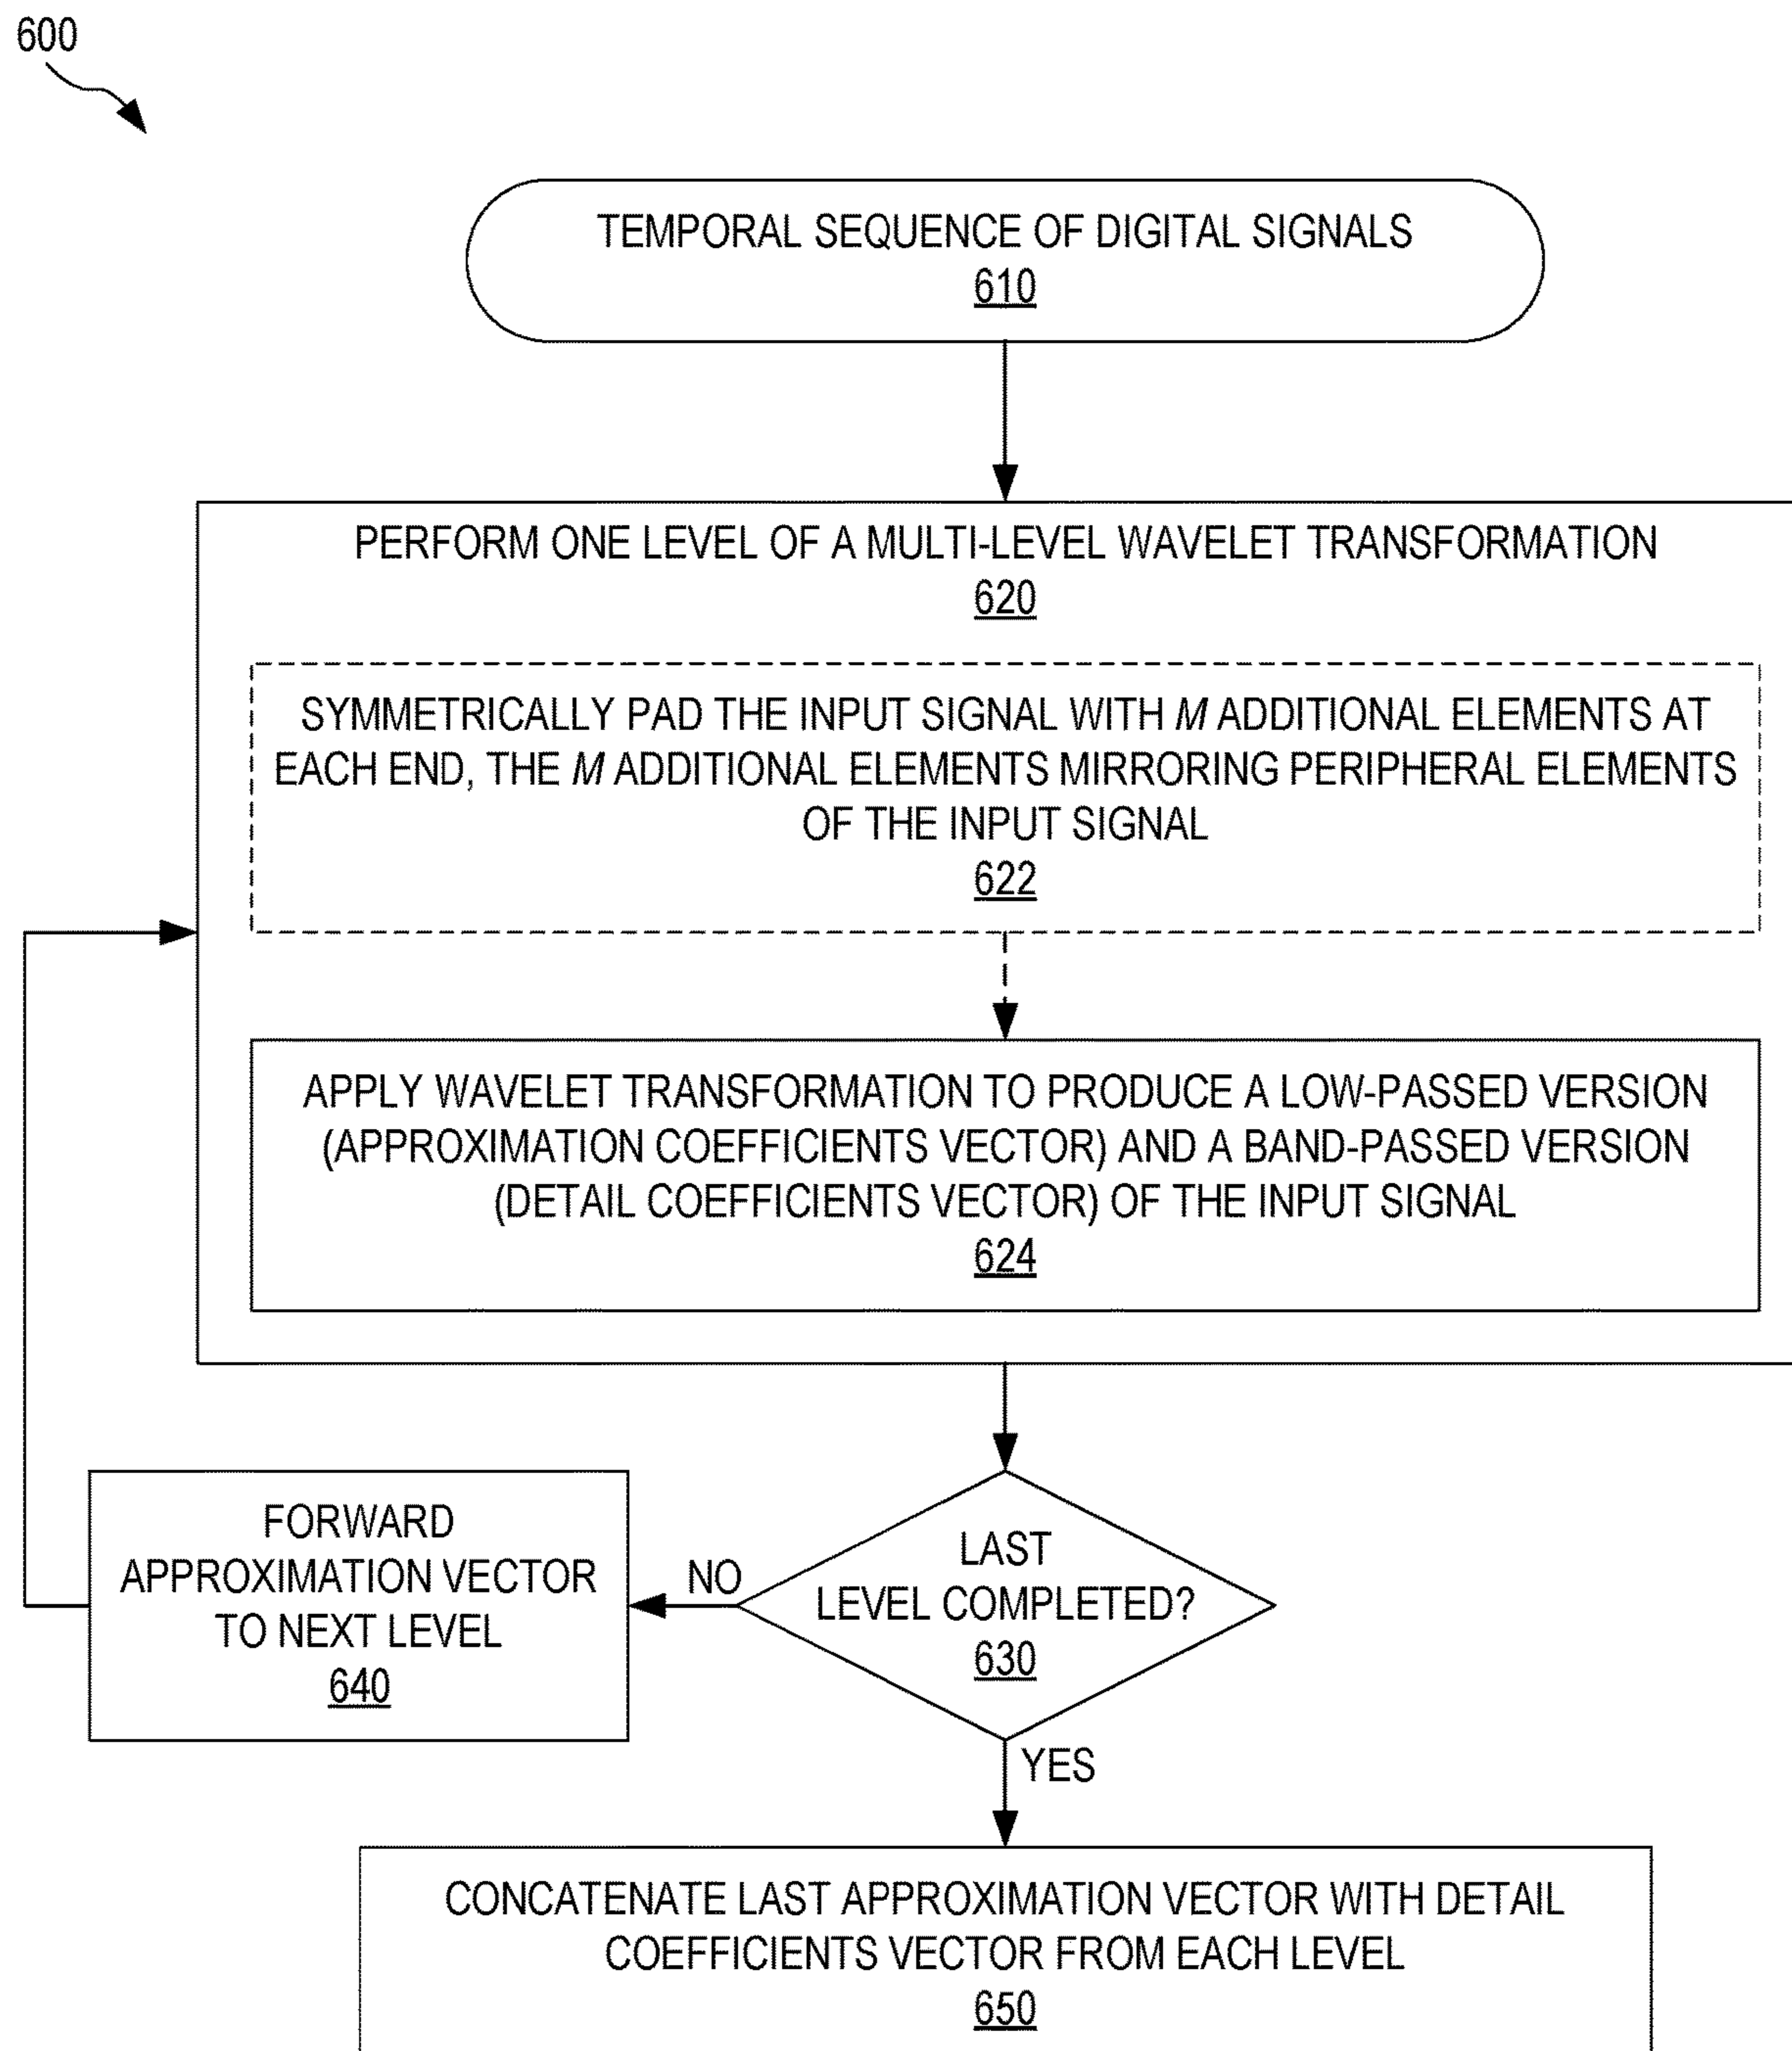 600
TEMPORAL SEQUENCE OF DIGITAL SIGNALS
610
PERFORM ONE LEVEL OF A MULTI-LEVEL WAVELET TRANSFORMATION
620
SYMMETRICALLY PAD THE INPUT SIGNAL WITH M ADDITIONAL ELEMENTS AT
EACH END, THE M ADDITIONAL ELEMENTS MIRRORING PERIPHERAL ELEMENTS
OF THE INPUT SIGNAL
622
APPLY WAVELET TRANSFORMATION TO PRODUCE A LOW-PASSED VERSION
(APPROXIMATION COEFFICIENTS VECTOR) AND A BAND-PASSED VERSION
(DETAIL COEFFICIENTS VECTOR) OF THE INPUT SIGNAL
624
FORWARD
APPROXIMATION VECTOR
TO NEXT LEVEL
640
NO
LAST
LEVEL COMPLETED?
630
YES
CONCATENATE LAST APPROXIMATION VECTOR WITH DETAIL
COEFFICIENTS VECTOR FROM EACH LEVEL
650